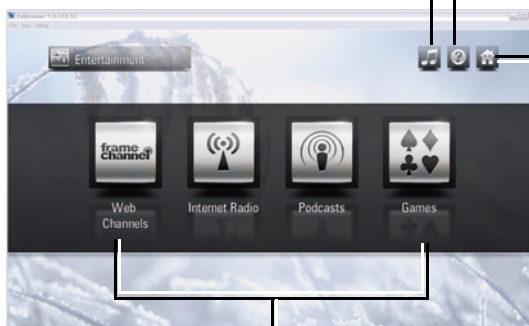 Entertainment
frame
channel
Web
Channels
Internet Radio
Podcasts
Games